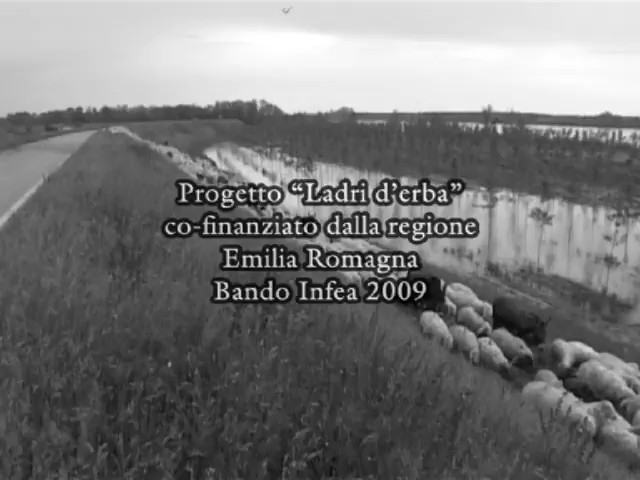 Progetto “Ladri d’erba”
co-finanziato dalla regione
Emilia Romagna
Bando Infea 2009